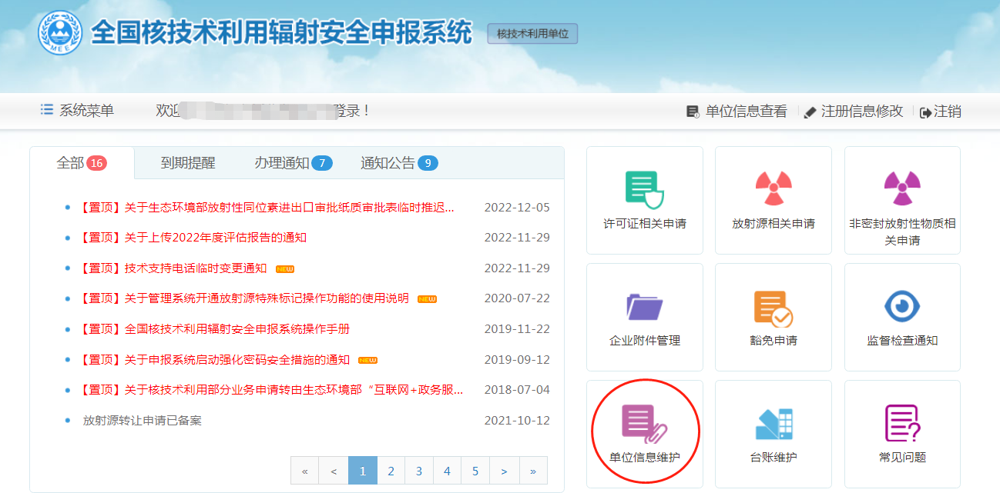 全国核技术利用辐射安全申报系统 核技术利用单位
MEE
系统菜单 欢迎 登录！ 单位信息查看 注册信息修改 注销
全部 16 到期提醒 办理通知 7 通知公告 9
【置顶】关于生态环境部放射性同位素进出口审批纸质审批表临时推迟... 2022-12-05
【置顶】关于上传2022年度评估报告的通知 2022-11-29
【置顶】技术支持电话临时变更通知 NEW 2022-11-29
【置顶】关于管理系统开通放射源特殊标记操作功能的使用说明 NEW 2020-07-22
【置顶】全国核技术利用辐射安全申报系统操作手册 2019-11-22
【置顶】关于申报系统启动强化密码安全措施的通知 NEW 2019-09-12
【置顶】关于核技术利用部分业务申请转由生态环境部“互联网+政务服... 2018-07-04
放射源转让申请已备案 2021-10-12
« < 1 2 3 4 5 > »
许可证相关申请
放射源相关申请
非密封放射性物质相
关申请
企业附件管理
豁免申请
监督检查通知
单位信息维护
台账维护
常见问题